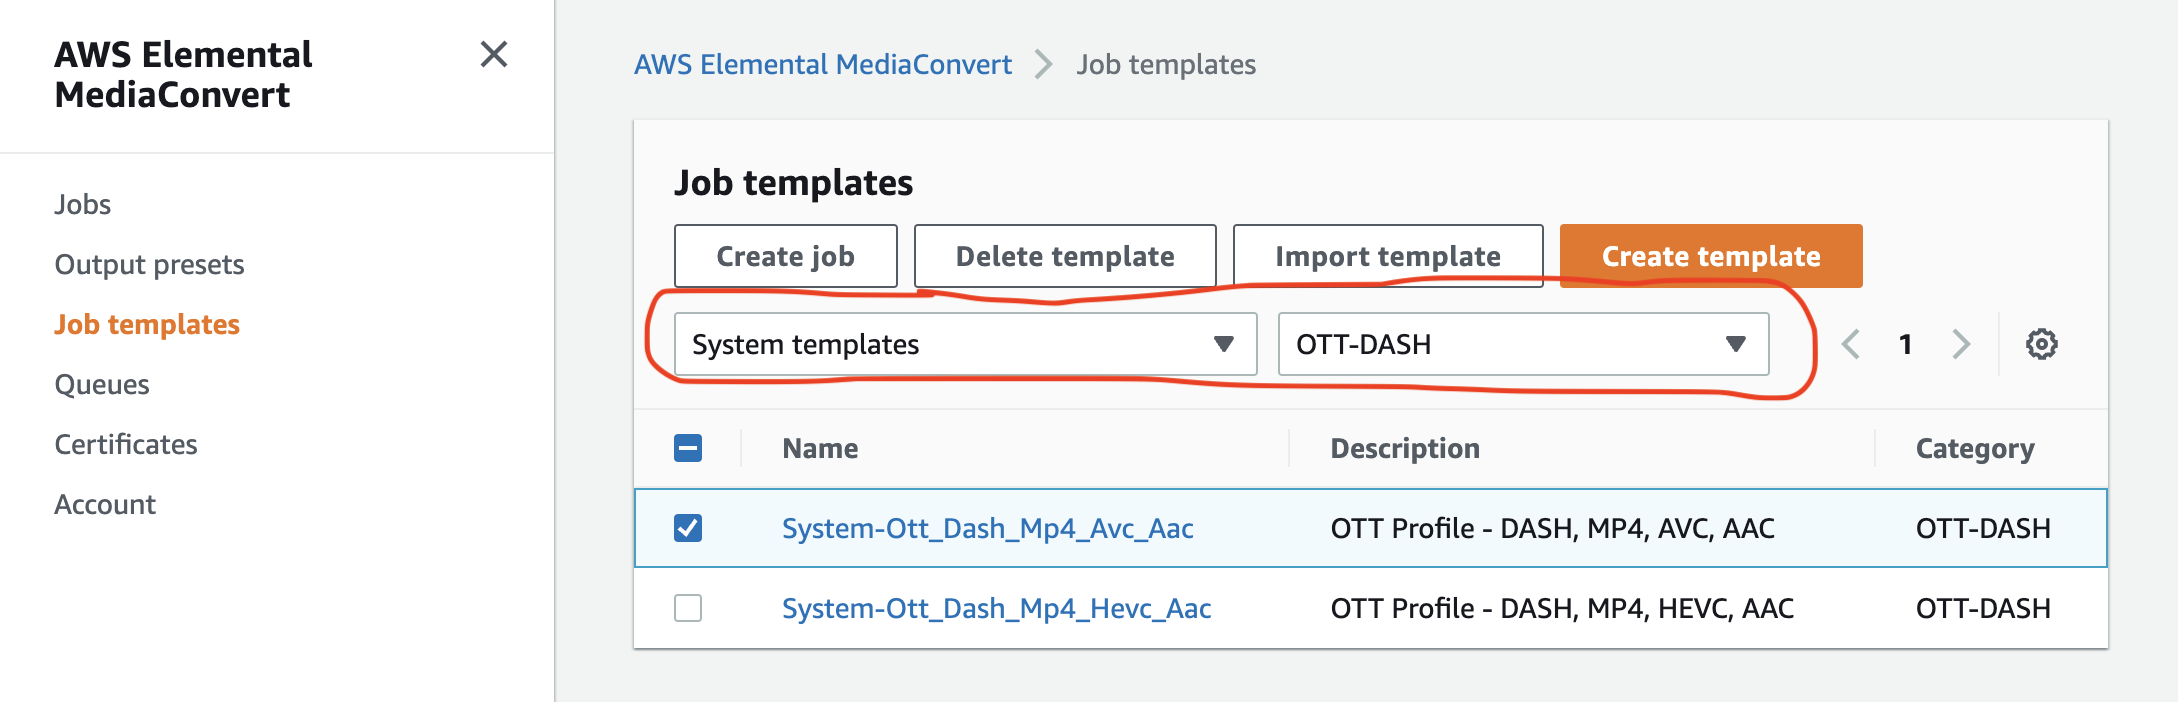 AWS Elemental
MediaConvert
Jobs
Output presets
Job templates
Queues
Certificates
Account
AWS Elemental MediaConvert > Job templates
Job templates
Create job Delete template Import template Create template
System templates OTT-DASH 1
Name Description Category
System-Ott_Dash_Mp4_Avc_Aac OTT Profile - DASH, MP4, AVC, AAC OTT-DASH
System-Ott_Dash_Mp4_Hevc_Aac OTT Profile - DASH, MP4, HEVC, AAC OTT-DASH